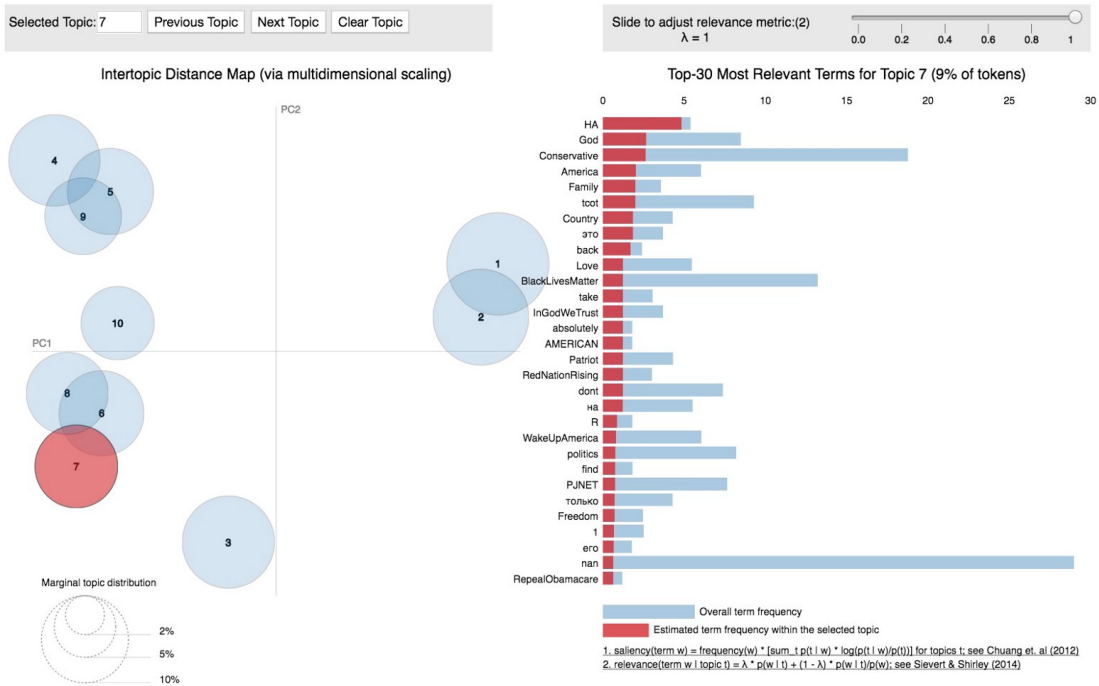 Selected Topic: 7 Previous Topic Next Topic Clear Topic
Slide to adjust relevance metric:(2)
λ = 1
0.0 0.2 0.4 0.6 0.8 1
Intertopic Distance Map (via multidimensional scaling)
PC2
PC1
4
5
9
1
2
10
8
6
7
3
Marginal topic distribution
2%
5%
10%
Top-30 Most Relevant Terms for Topic 7 (9% of tokens)
0 5 10 15 20 25 30
HA
God
Conservative
America
Family
tcot
Country
это
back
Love
BlackLivesMatter
take
InGodWeTrust
absolutely
AMERICAN
Patriot
RedNationRising
dont
на
R
WakeUpAmerica
politics
find
PJNET
только
Freedom
1
его
nan
RepealObamacare
Overall term frequency
Estimated term frequency within the selected topic
1. saliency(term w) = frequency(w) * [sum_t p(t | w) * log(p(t | w)/p(t))] for topics t; see Chuang et. al (2012)
2. relevance(term w | topic t) = λ * p(w | t) + (1 - λ) * p(w | t)/p(w); see Sievert & Shirley (2014)